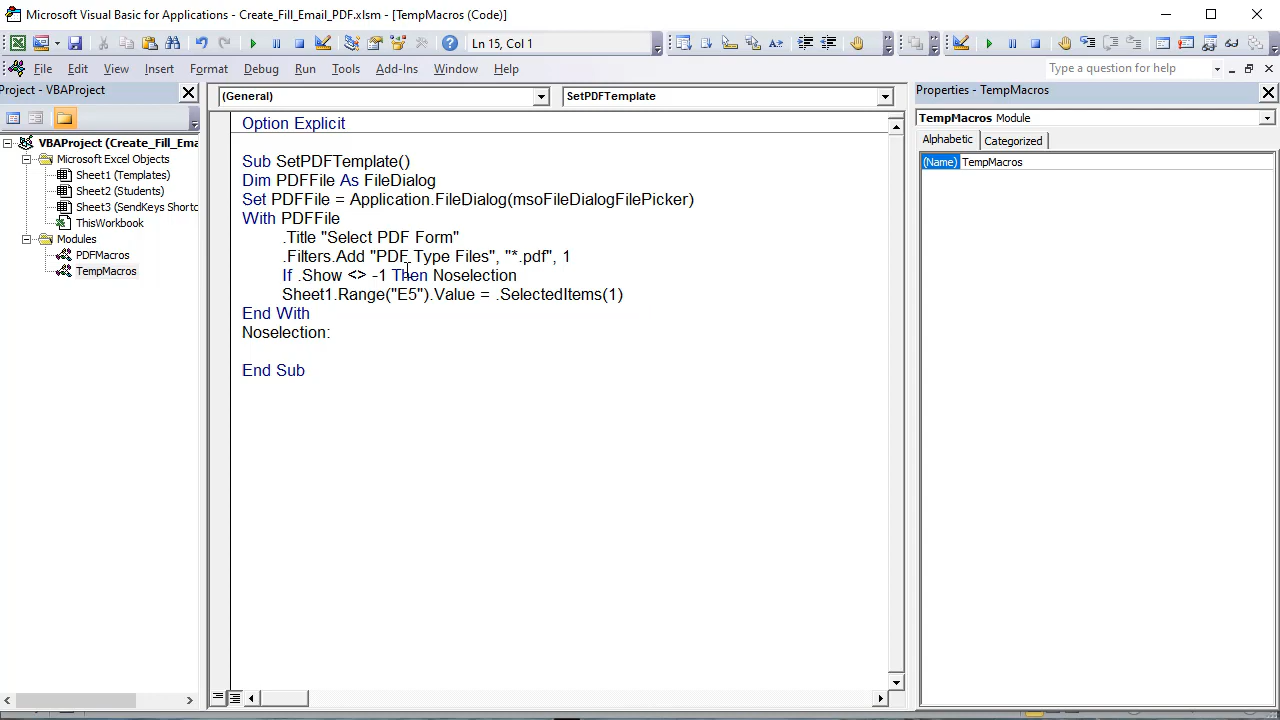 Microsoft Visual Basic for Applications - Create_Fill_Email_PDF.xlsm - [TempMacros (Code)]
Ln 15, Col 1
File Edit View Insert Format Debug Run Tools Add-Ins Window Help
Type a question for help
Project - VBAProject
(General)
SetPDFTemplate
Properties - TempMacros
TempMacros Module
Alphabetic Categorized
(Name) TempMacros
VBAProject (Create_Fill_Ema
Microsoft Excel Objects
Sheet1 (Templates)
Sheet2 (Students)
Sheet3 (SendKeys Shortc
ThisWorkbook
Modules
PDFMacros
TempMacros
Option Explicit
Sub SetPDFTemplate()
Dim PDFFile As FileDialog
Set PDFFile = Application.FileDialog(msoFileDialogFilePicker)
With PDFFile
.Title "Select PDF Form"
.Filters.Add "PDF Type Files", "*.pdf", 1
If .Show <> -1 Then Noselection
Sheet1.Range("E5").Value = .SelectedItems(1)
End With
Noselection:
End Sub